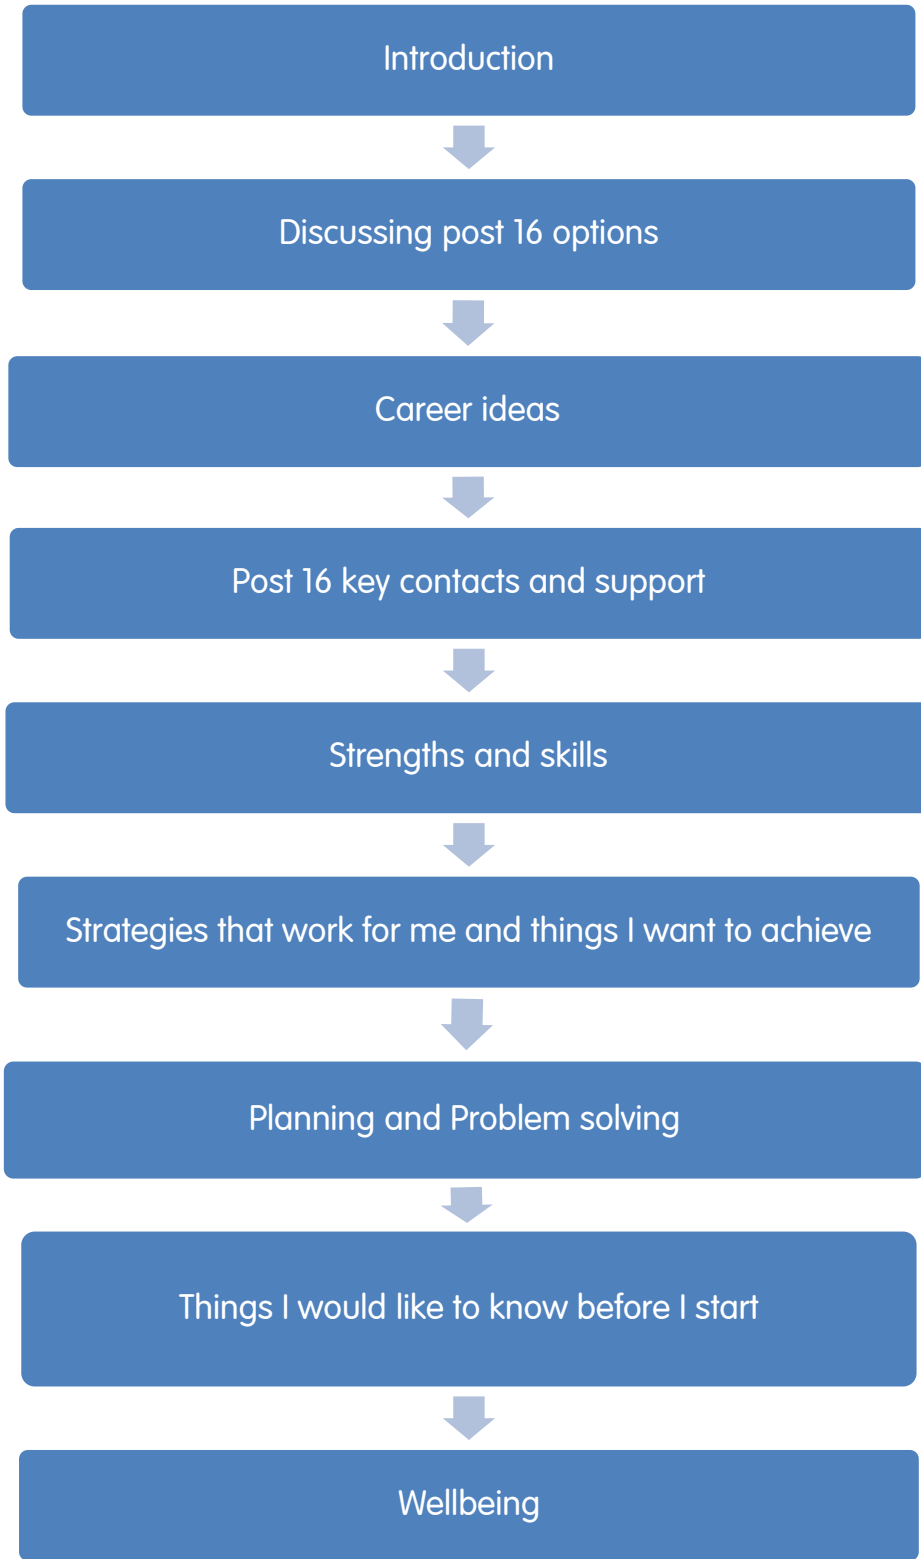 Introduction
Discussing post 16 options
Career ideas
Post 16 key contacts and support
Strengths and skills
Strategies that work for me and things I want to achieve
Planning and Problem solving
Things I would like to know before I start
Wellbeing